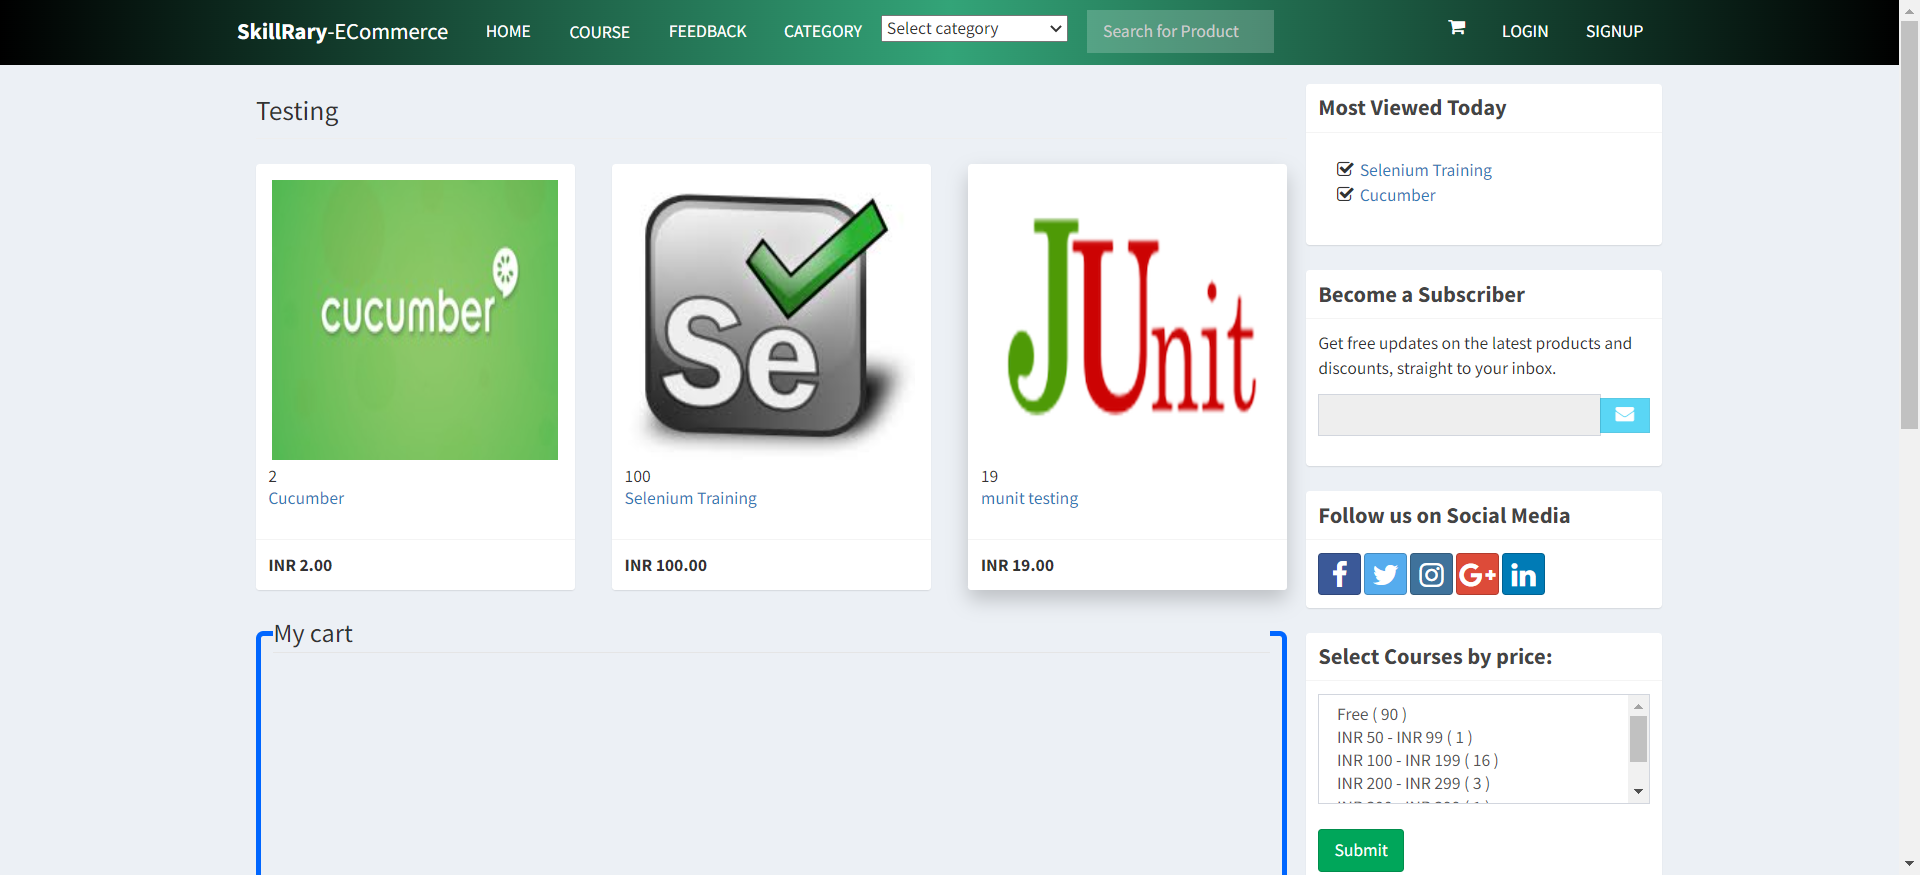 SkillRary-ECommerce HOME COURSE FEEDBACK CATEGORY Select category Search for Product LOGIN SIGNUP
Testing
cucumber
2
Cucumber
INR 2.00
Se
100
Selenium Training
INR 100.00
JUnit
19
munit testing
INR 19.00
My cart
Most Viewed Today
Selenium Training
Cucumber
Become a Subscriber
Get free updates on the latest products and
discounts, straight to your inbox.
Follow us on Social Media
f
G+
in
Select Courses by price:
Free ( 90 )
INR 50 - INR 99 ( 1 )
INR 100 - INR 199 ( 16 )
INR 200 - INR 299 ( 3 )
Submit